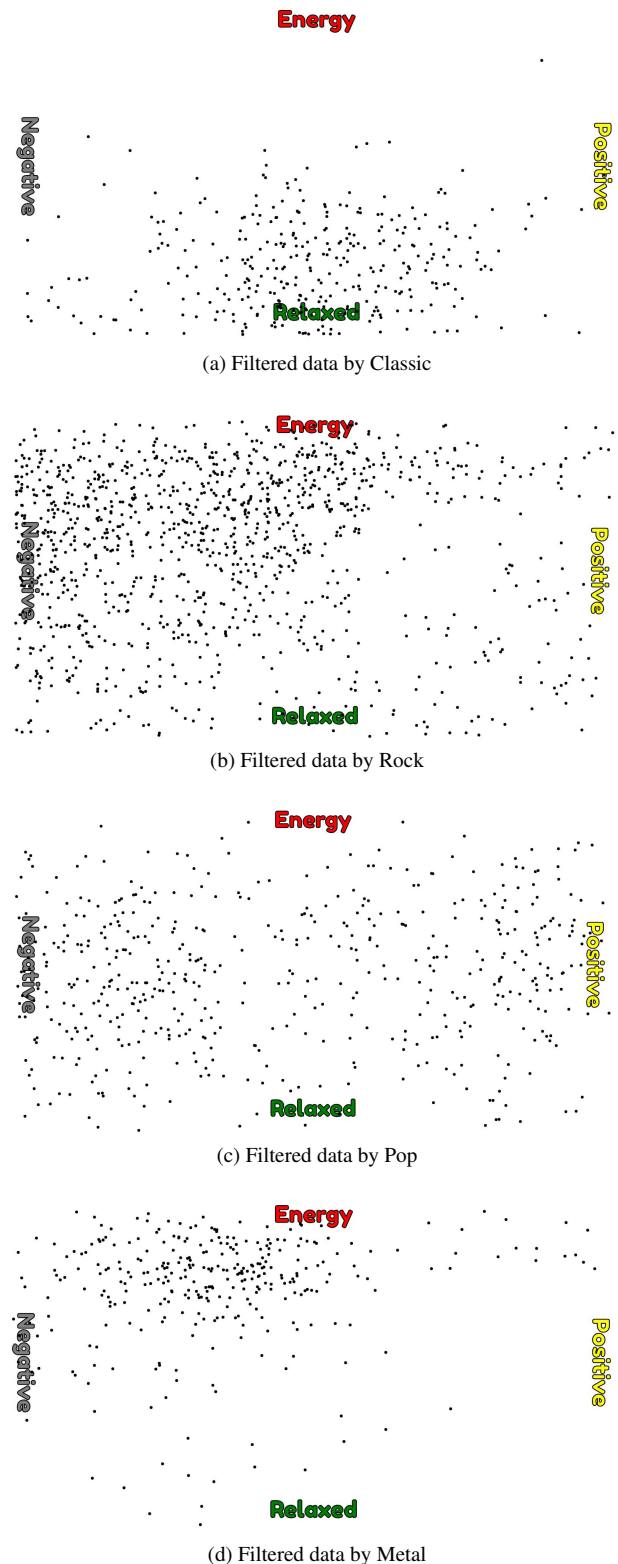 Energy
Negative
Positive
Relaxed
(a) Filtered data by Classic
Energy
Negative
Positive
Relaxed
(b) Filtered data by Rock
Energy
Negative
Positive
Relaxed
(c) Filtered data by Pop
Energy
Negative
Positive
Relaxed
(d) Filtered data by Metal